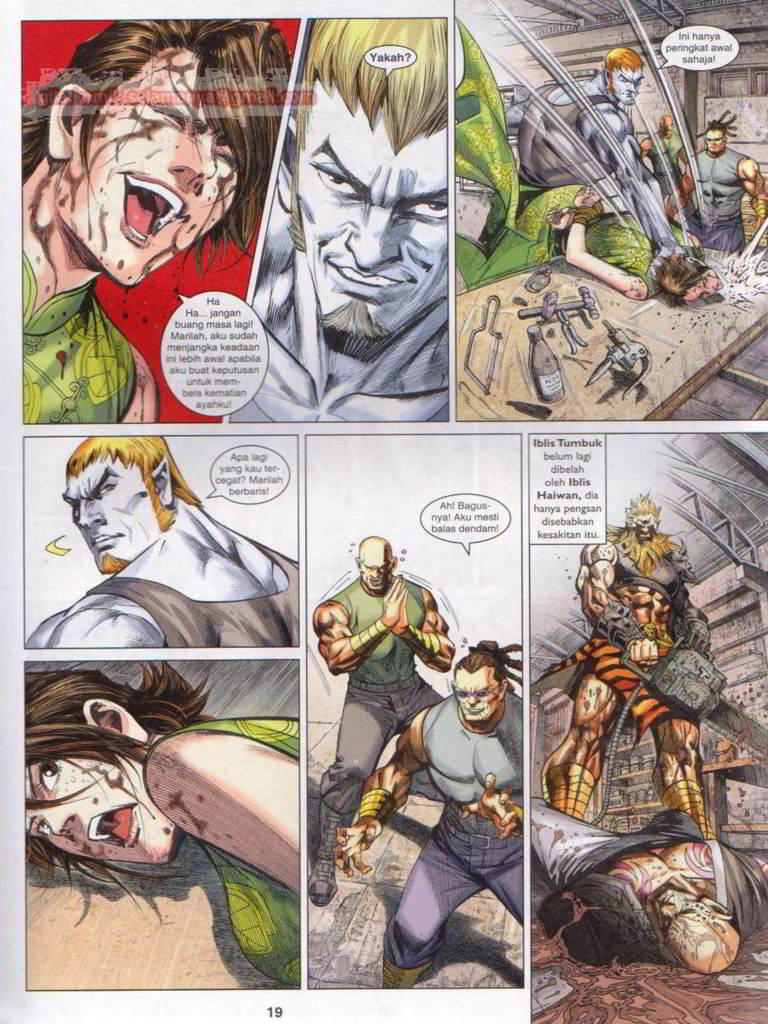 Yakah?
Ha
Ha... jangan
buang masa lagi!
Marilah, aku sudah
menjangka keadaan
ini lebih awal apabila
aku buat keputusan
untuk mem-
bela kematian
ayahku!
Ini hanya
peringkat awal
sahaja!
Apa lagi
yang kau ter-
cegat? Marilah
berbaris!
Ah! Bagus-
nya! Aku mesti
balas dendam!
Iblis Tumbuk
belum lagi
dibelah
oleh Iblis
Haiwan, dia
hanya pengsan
disebabkan
kesakitan itu.
19